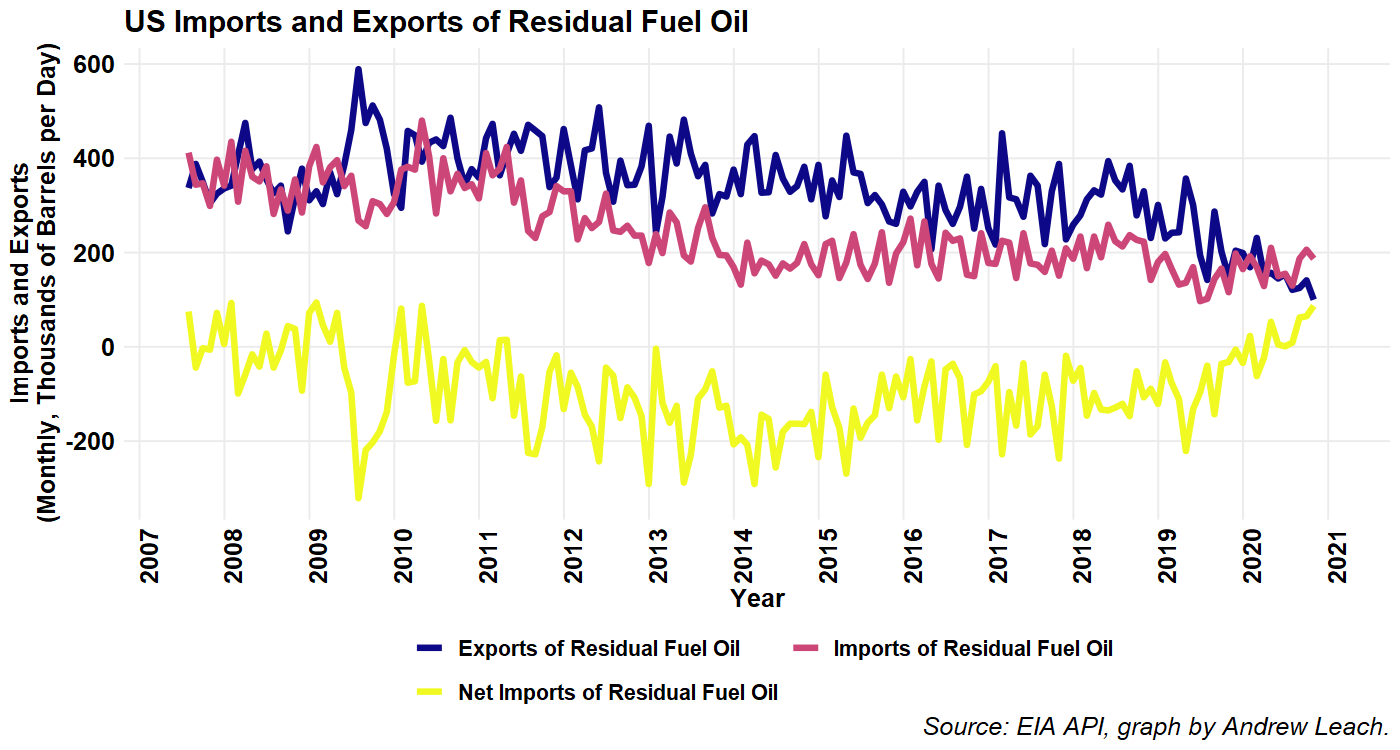 US Imports and Exports of Residual Fuel Oil
Imports and Exports
(Monthly, Thousands of Barrels per Day)
600
400
200
0
-200
2007
2008
2009
2010
2011
2012
2013
2014
2015
2016
2017
2018
2019
2020
2021
Year
Exports of Residual Fuel Oil
Imports of Residual Fuel Oil
Net Imports of Residual Fuel Oil
Source: EIA API, graph by Andrew Leach.